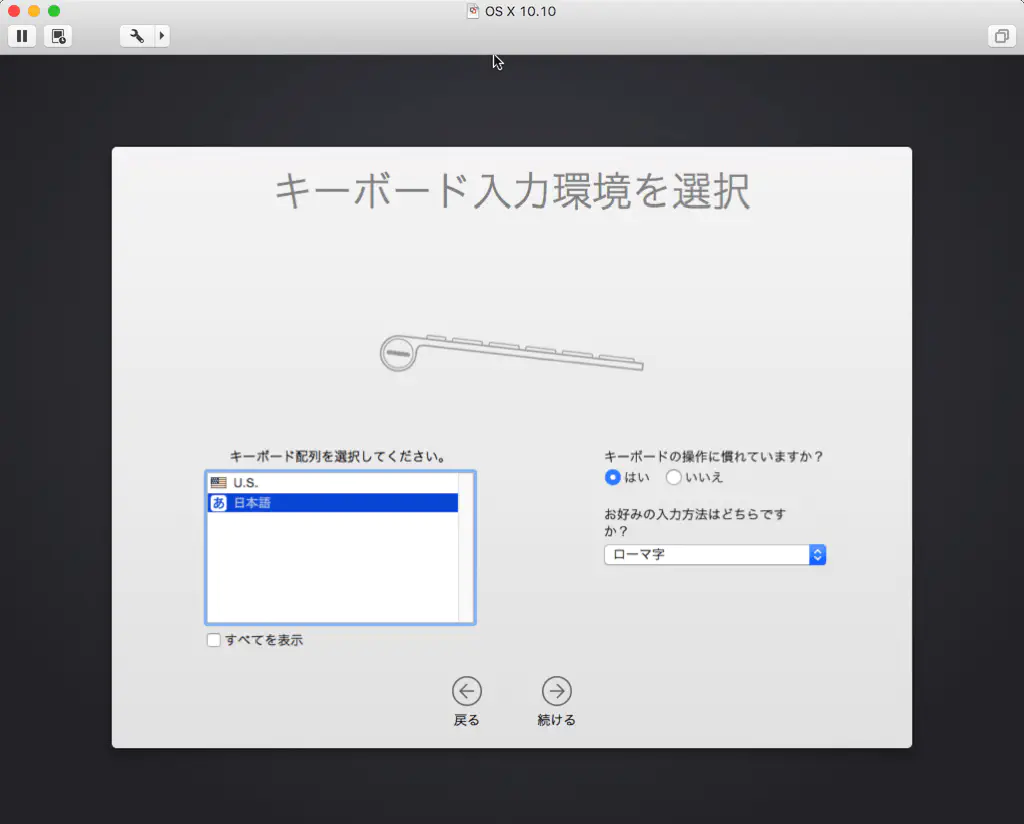 OS X 10.10
キーボード入力環境を選択
キーボード配列を選択してください。
U.S.
あ 日本語
すべてを表示
キーボードの操作に慣れていますか？
はい いいえ
お好みの入力方法はどちらです
か？
ローマ字
戻る 続ける